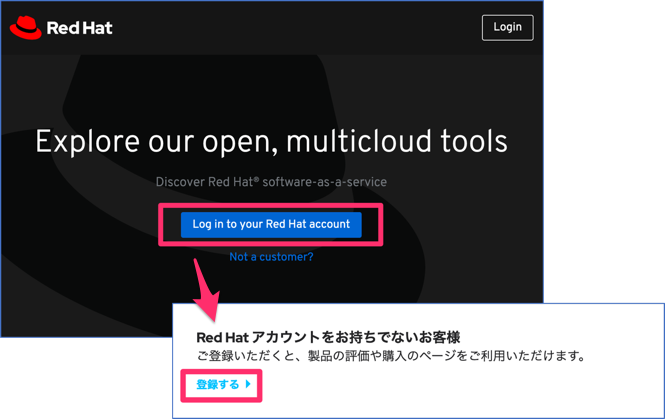 Red Hat
Login
Explore our open, multicloud tools
Discover Red Hat® software-as-a-service
Log in to your Red Hat account
Not a customer?
Red Hat アカウントをお持ちでないお客様
ご登録いただくと、製品の評価や購入のページをご利用いただけます。
登録する